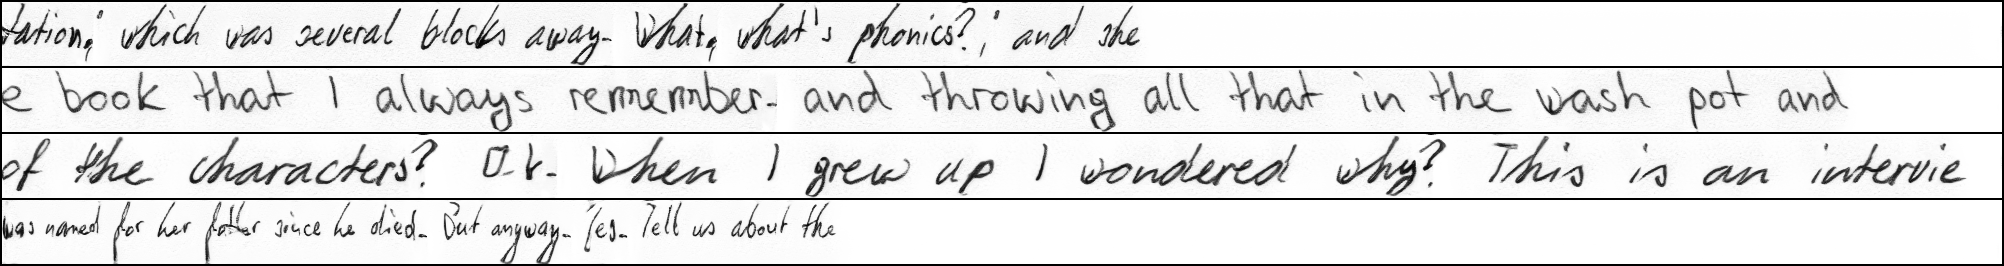 tation, which was several blocks away. What, what's phonics?, and she
e book that I always remember. and throwing all that in the wash pot and
of the characters? O.k. When I grew up I wondered why? This is an intervie
was named for her father since he died. But anyway. Yes. Tell us about the